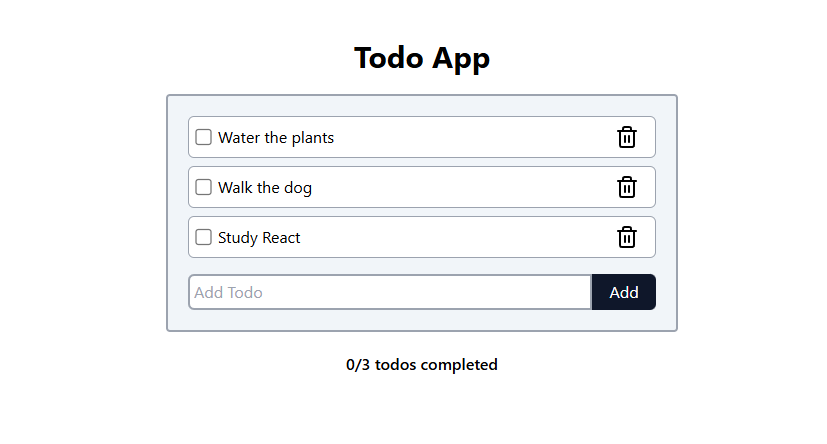 Todo App
Water the plants
Walk the dog
Study React
Add Todo Add
0/3 todos completed